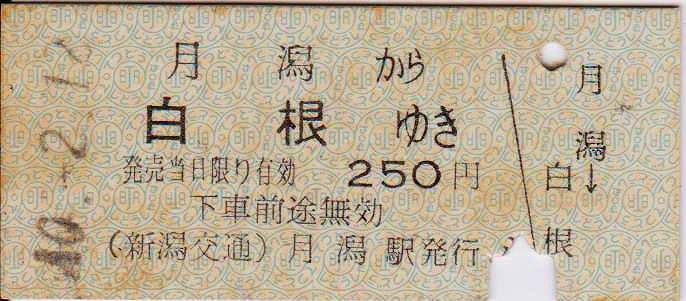 月潟から
白根ゆき
発売当日限り有効 250円
下車前途無効
(新潟交通) 月潟駅発行
月潟→白根